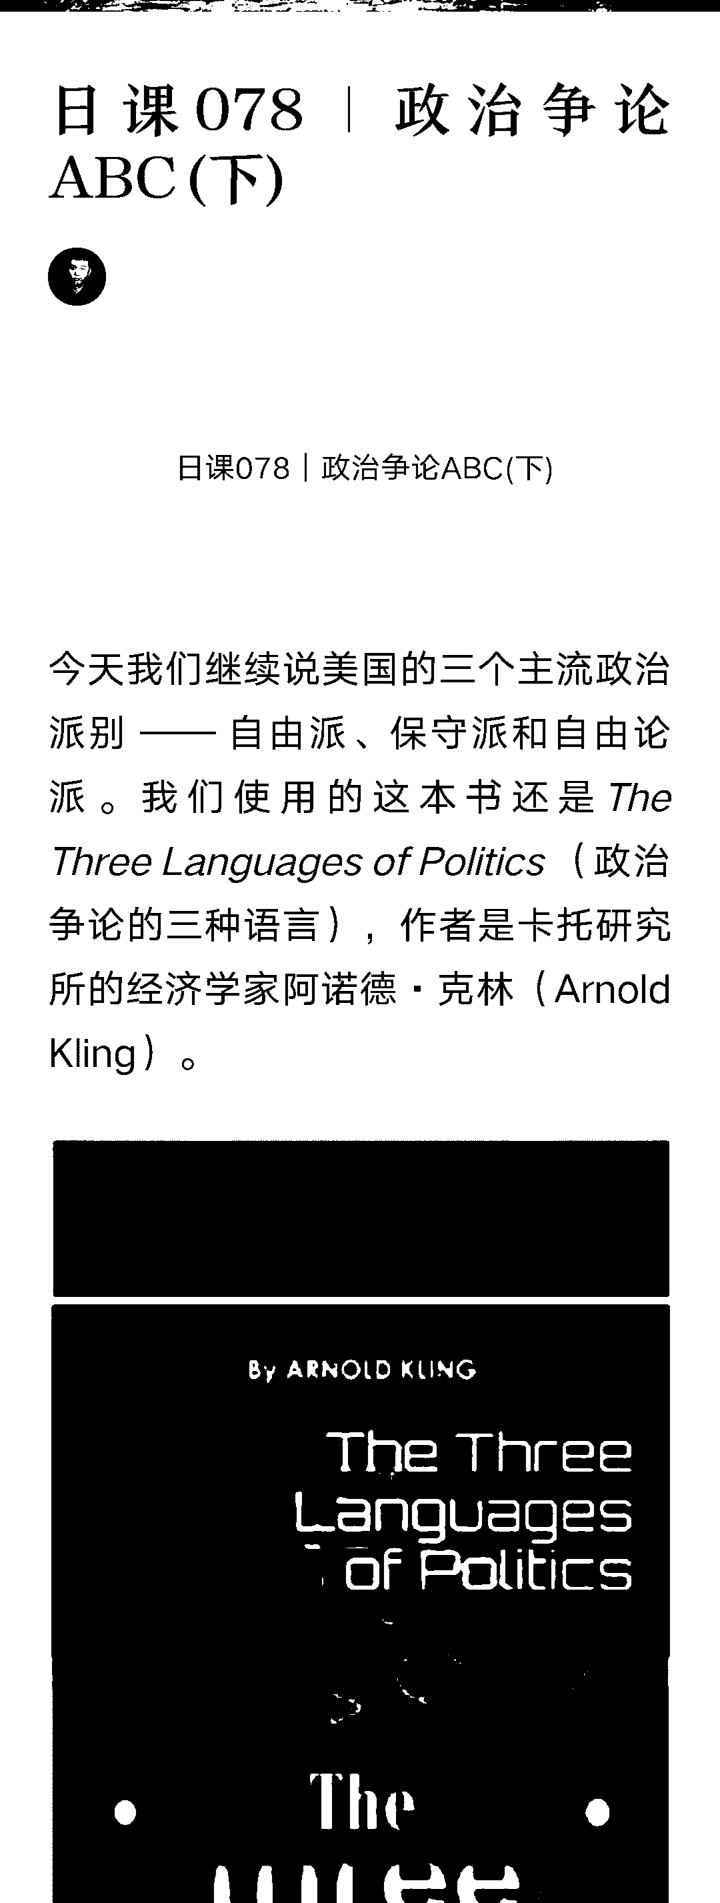 日课078｜政治争论
ABC(下)
日课078｜政治争论ABC(下)
今天我们继续说美国的三个主流政治
派别 —— 自由派、保守派和自由论
派。我们使用的这本书还是The
Three Languages of Politics（政治
争论的三种语言），作者是卡托研究
所的经济学家阿诺德·克林（Arnold
Kling）。
By ARNOLD KLING
The Three
Languages
of Politics
The